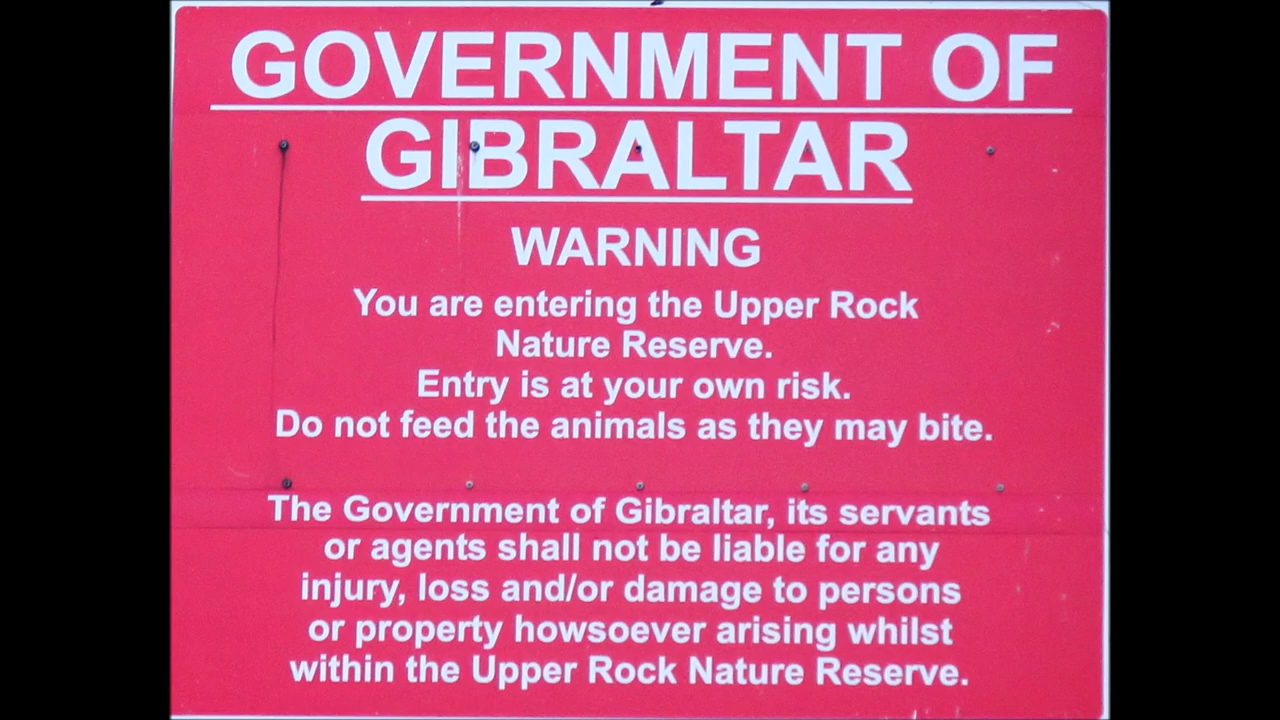 GOVERNMENT OF
GIBRALTAR
WARNING
You are entering the Upper Rock
Nature Reserve.
Entry is at your own risk.
Do not feed the animals as they may bite.
The Government of Gibraltar, its servants
or agents shall not be liable for any
injury, loss and/or damage to persons
or property howsoever arising whilst
within the Upper Rock Nature Reserve.